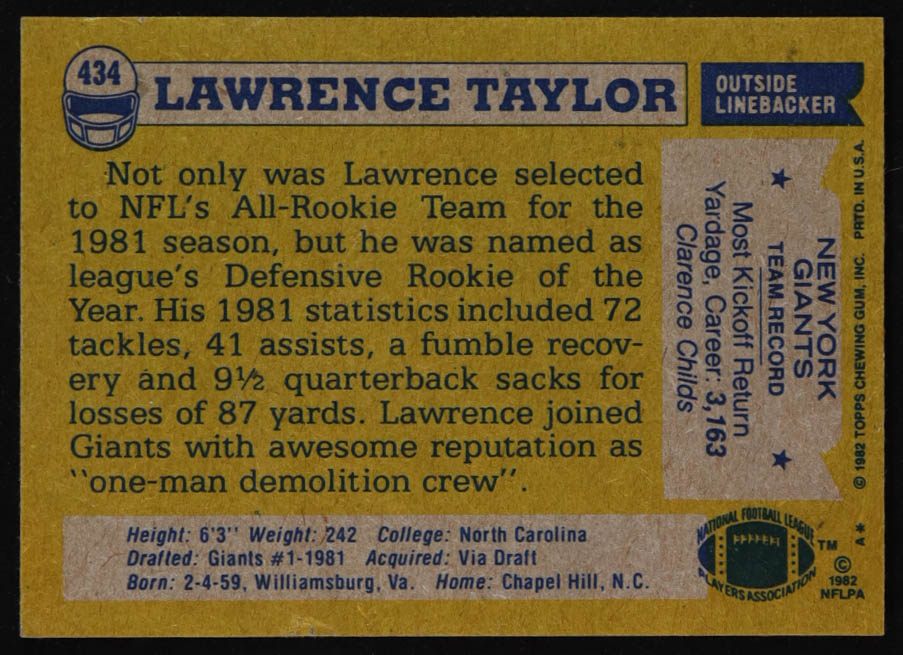 434
LAWRENCE TAYLOR
OUTSIDE
LINEBACKER
Not only was Lawrence selected
to NFL's All-Rookie Team for the
1981 season, but he was named as
league's Defensive Rookie of the
Year. His 1981 statistics included 72
tackles, 41 assists, a fumble recov-
ery and 9½ quarterback sacks for
losses of 87 yards. Lawrence joined
Giants with awesome reputation as
"one-man demolition crew".
NEW YORK
GIANTS
TEAM RECORD
Most Kickoff Return
Yardage, Career: 3,163
Clarence Childs
© 1982 TOPPS CHEWING GUM, INC. PRTD. IN U.S.A.
A*
Height: 6'3" Weight: 242 College: North Carolina
Drafted: Giants #1-1981 Acquired: Via Draft
Born: 2-4-59, Williamsburg, Va. Home: Chapel Hill, N.C.
NATIONAL FOOTBALL LEAGUE
PLAYERS ASSOCIATION
TM
©
1982
NFLPA